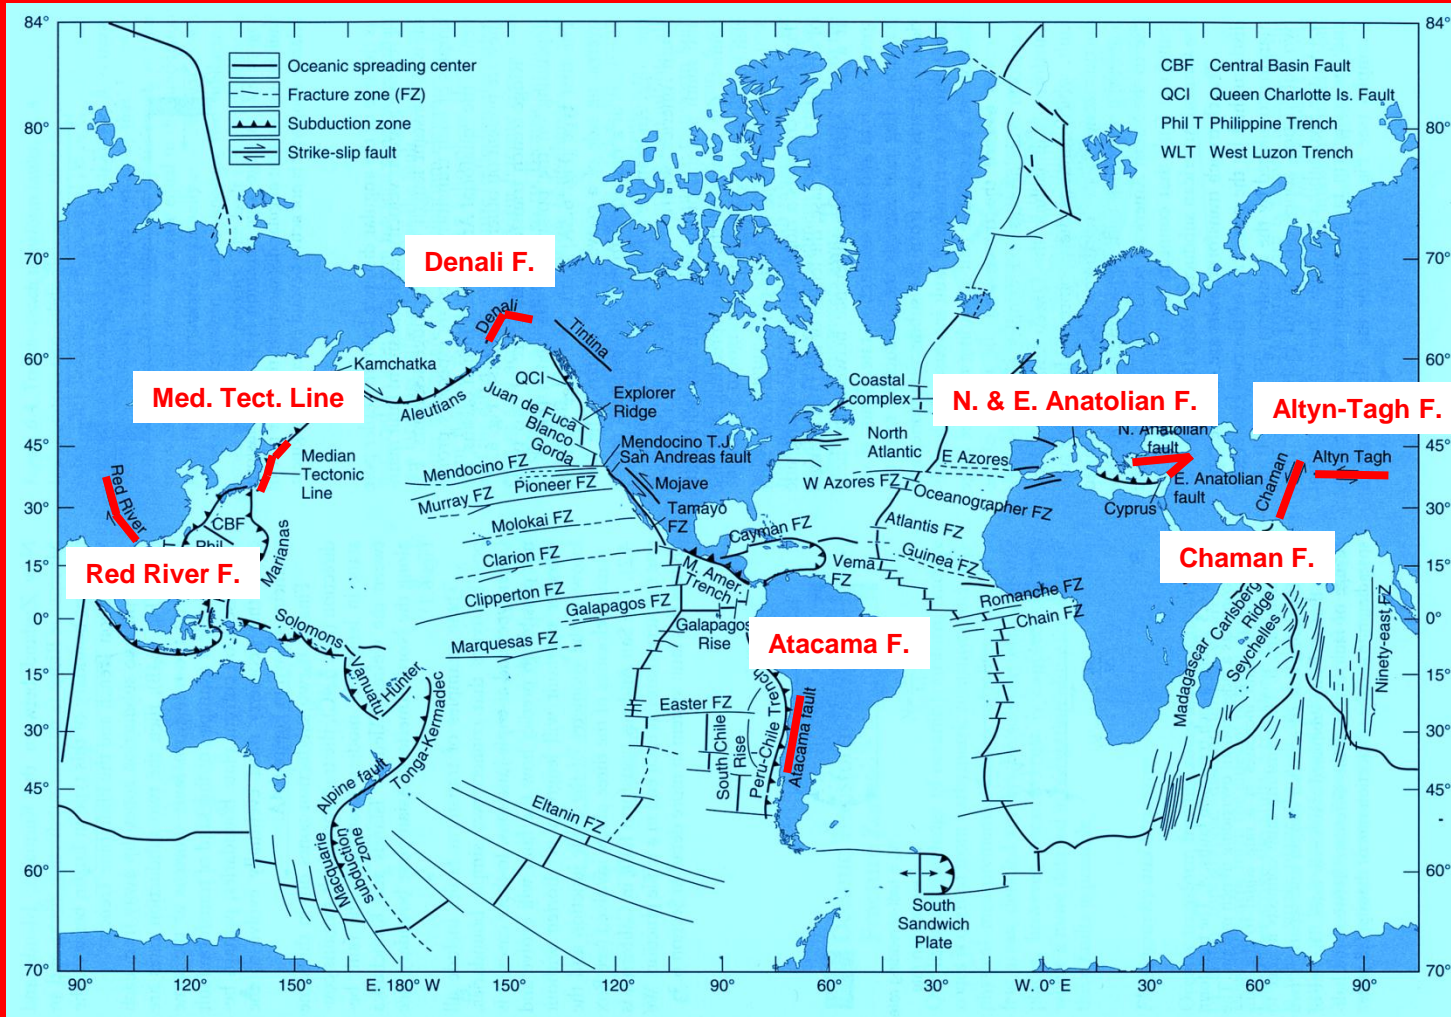 84°
84°
Oceanic spreading center
Fracture zone (FZ)
Subduction zone
Strike-slip fault
CBF Central Basin Fault
QCI Queen Charlotte Is. Fault
Phil T Philippine Trench
WLT West Luzon Trench
80°
80°
70°
70°
Denali F.
Denali
Tintina
60°
60°
Kamchatka
Aleutians
QCI
Explorer
Ridge
Juan de Fuca
Blanco
Gorda
Coastal
complex
Med. Tect. Line
N. & E. Anatolian F.
Altyn-Tagh F.
45°
45°
Median
Tectonic
Line
Mendocino T.J.
San Andreas fault
North
Atlantic
N. Anatolian
fault
Altyn Tagh
Mendocino FZ
Pioneer FZ
Murray FZ
Mojave
E Azores
W Azores FZ
Oceanographer FZ
E. Anatolian
fault
Cyprus
Chaman
Red River
30°
30°
CBF
Phil
Marianas
Molokai FZ
Tamayo
FZ
Cayman FZ
Atlantis FZ
Clarion FZ
Guinea FZ
Vema
FZ
Chaman F.
Red River F.
15°
15°
M. Amer.
Trench
Clipperton FZ
Galapagos FZ
Romanche FZ
Chain FZ
Carlsberg
Ridge
Seychelles
Madagascar
Ninety-east FZ
0°
0°
Solomons
Galapagos
Rise
Marquesas FZ
Atacama F.
15°
15°
Vanuatu
Hunter
Easter FZ
Peru-Chile Trench
Atacama fault
30°
30°
South Chile
Rise
Tonga-Kermadec
Alpine fault
45°
45°
Eltanin FZ
Macquarie
subduction
zone
60°
60°
South
Sandwich
Plate
70°
70°
90°
120°
150°
E. 180° W
150°
120°
90°
60°
30°
W. 0° E
30°
60°
90°